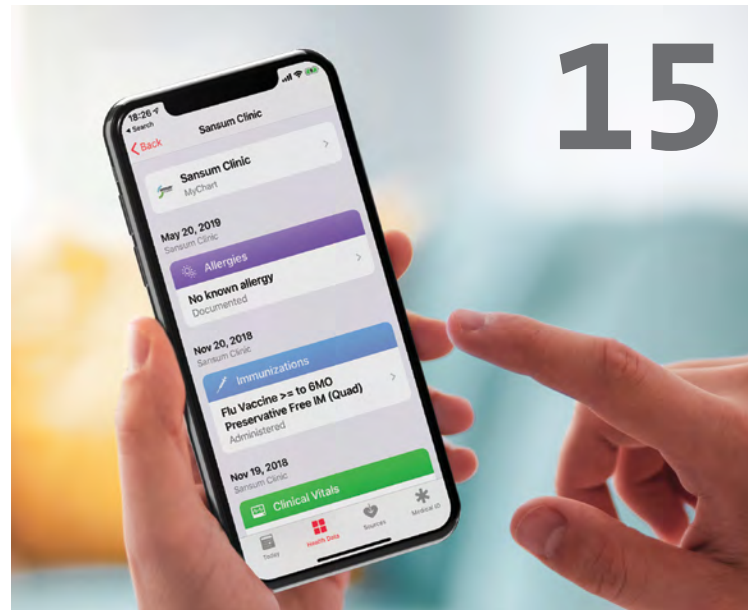 15
18:26
Search
Back
Sansum Clinic
Sansum Clinic
MyChart
May 20, 2019
Sansum Clinic
Allergies
No known allergy
Documented
Nov 20, 2018
Sansum Clinic
Immunizations
Flu Vaccine >= to 6MO
Preservative Free IM (Quad)
Administered
Nov 19, 2018
Sansum Clinic
Clinical Vitals
Today
Health Data
Sources
Medical ID